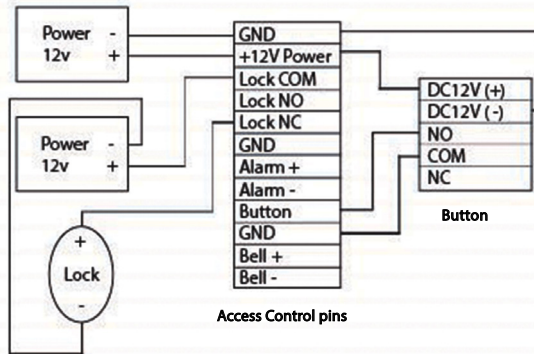 Power -
12v +
Power -
12v +
+
Lock
-
GND
+12V Power
Lock COM
Lock NO
Lock NC
GND
Alarm +
Alarm -
Button
GND
Bell +
Bell -
Access Control pins
DC12V (+)
DC12V (-)
NO
COM
NC
Button